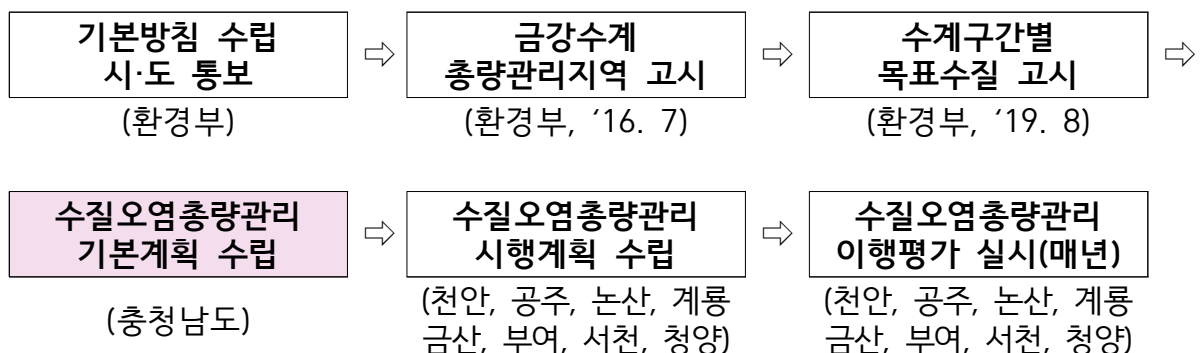 기본방침 수립
시·도 통보
⇨
금강수계
총량관리지역 고시
⇨
수계구간별
목표수질 고시
⇨
(환경부)
(환경부, ′16. 7)
(환경부, ′19. 8)
수질오염총량관리
기본계획 수립
⇨
수질오염총량관리
시행계획 수립
⇨
수질오염총량관리
이행평가 실시(매년)
(충청남도)
(천안, 공주, 논산, 계룡
금산, 부여, 서천, 청양)
(천안, 공주, 논산, 계룡
금산, 부여, 서천, 청양)